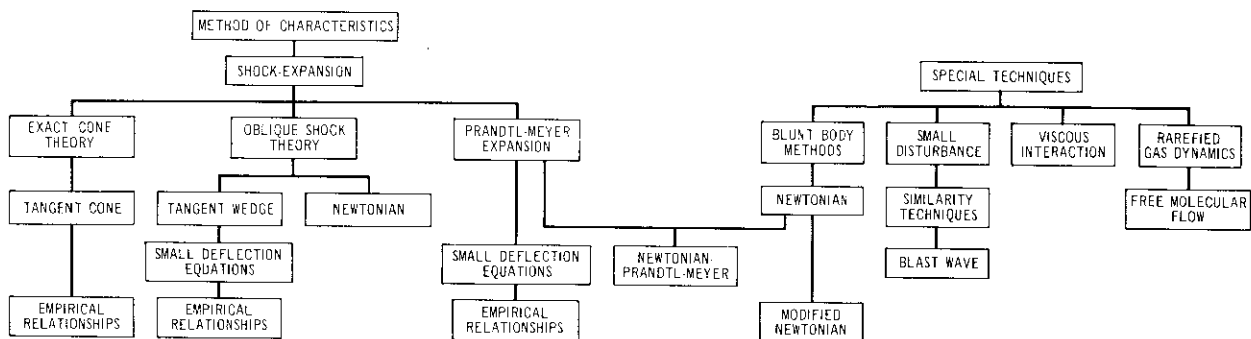 METHOD OF CHARACTERISTICS
SHOCK-EXPANSION
SPECIAL TECHNIQUES
EXACT CONE
THEORY
OBLIQUE SHOCK
THEORY
PRANDTL-MEYER
EXPANSION
BLUNT BODY
METHODS
SMALL
DISTURBANCE
VISCOUS
INTERACTION
RAREFIED
GAS DYNAMICS
TANGENT CONE
TANGENT WEDGE
NEWTONIAN
NEWTONIAN
SIMILARITY
TECHNIQUES
FREE MOLECULAR
FLOW
SMALL DEFLECTION
EQUATIONS
SMALL DEFLECTION
EQUATIONS
NEWTONIAN-
PRANDTL-MEYER
BLAST WAVE
EMPIRICAL
RELATIONSHIPS
EMPIRICAL
RELATIONSHIPS
EMPIRICAL
RELATIONSHIPS
MODIFIED
NEWTONIAN